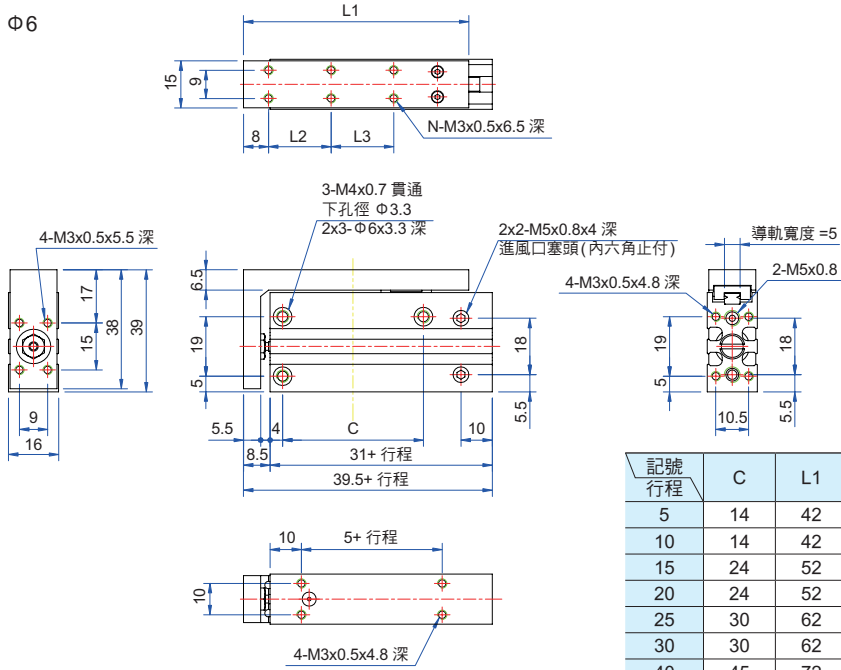 Φ6
L1
15
9
8
L2
L3
N-M3x0.5x6.5 深
3-M4x0.7 貫通
下孔徑 Φ3.3
2x3-Φ6x3.3 深
2x2-M5x0.8x4 深
進風口塞頭(內六角止付)
4-M3x0.5x5.5 深
17
15
38
39
9
16
6.5
19
5
18
5.5
5.5
4
C
10
8.5
31+ 行程
39.5+ 行程
導軌寬度 =5
4-M3x0.5x4.8 深
2-M5x0.8
19
5
18
5.5
10.5
10
5+ 行程
10
4-M3x0.5x4.8 深
記號 C L1
行程
5 14 42
10 14 42
15 24 52
20 24 52
25 30 62
30 30 62
40 45 72